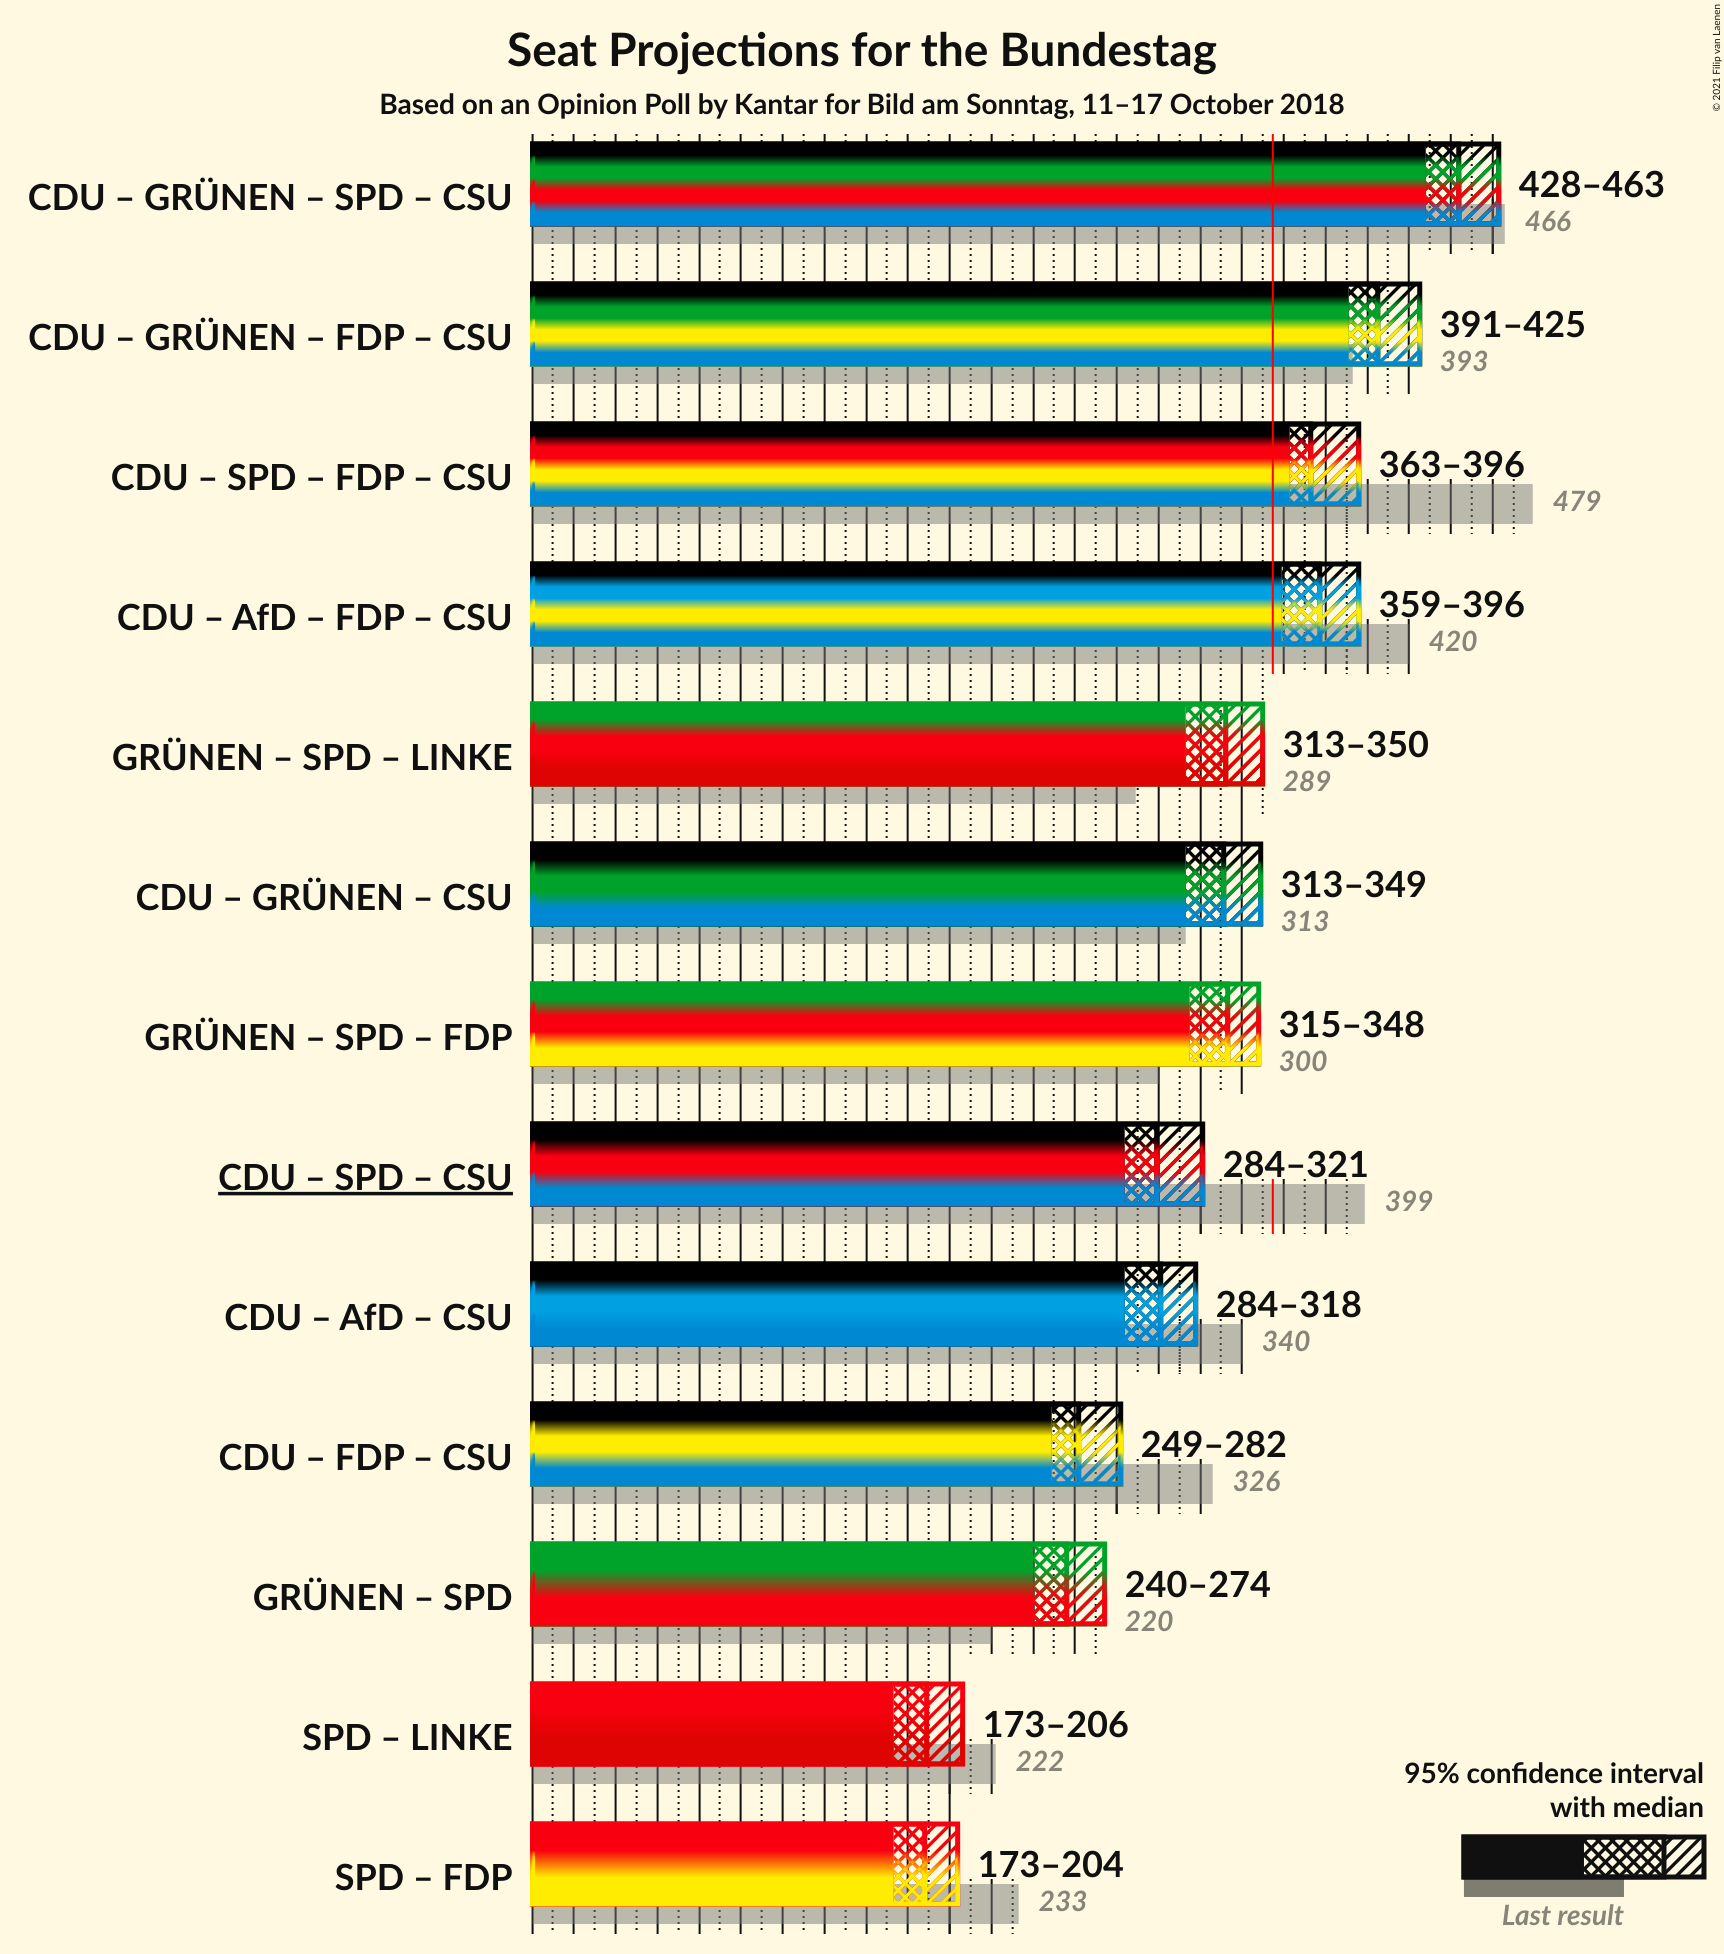 Seat Projections for the Bundestag
Based on an Opinion Poll by Kantar for Bild am Sonntag, 11–17 October 2018
© 2021 Filip van Laenen
CDU – GRÜNEN – SPD – CSU
428–463
466
CDU – GRÜNEN – FDP – CSU
391–425
393
CDU – SPD – FDP – CSU
363–396
479
CDU – AfD – FDP – CSU
359–396
420
GRÜNEN – SPD – LINKE
313–350
289
CDU – GRÜNEN – CSU
313–349
313
GRÜNEN – SPD – FDP
315–348
300
CDU – SPD – CSU
284–321
399
CDU – AfD – CSU
284–318
340
CDU – FDP – CSU
249–282
326
GRÜNEN – SPD
240–274
220
SPD – LINKE
173–206
222
SPD – FDP
173–204
233
95% confidence interval
with median
Last result